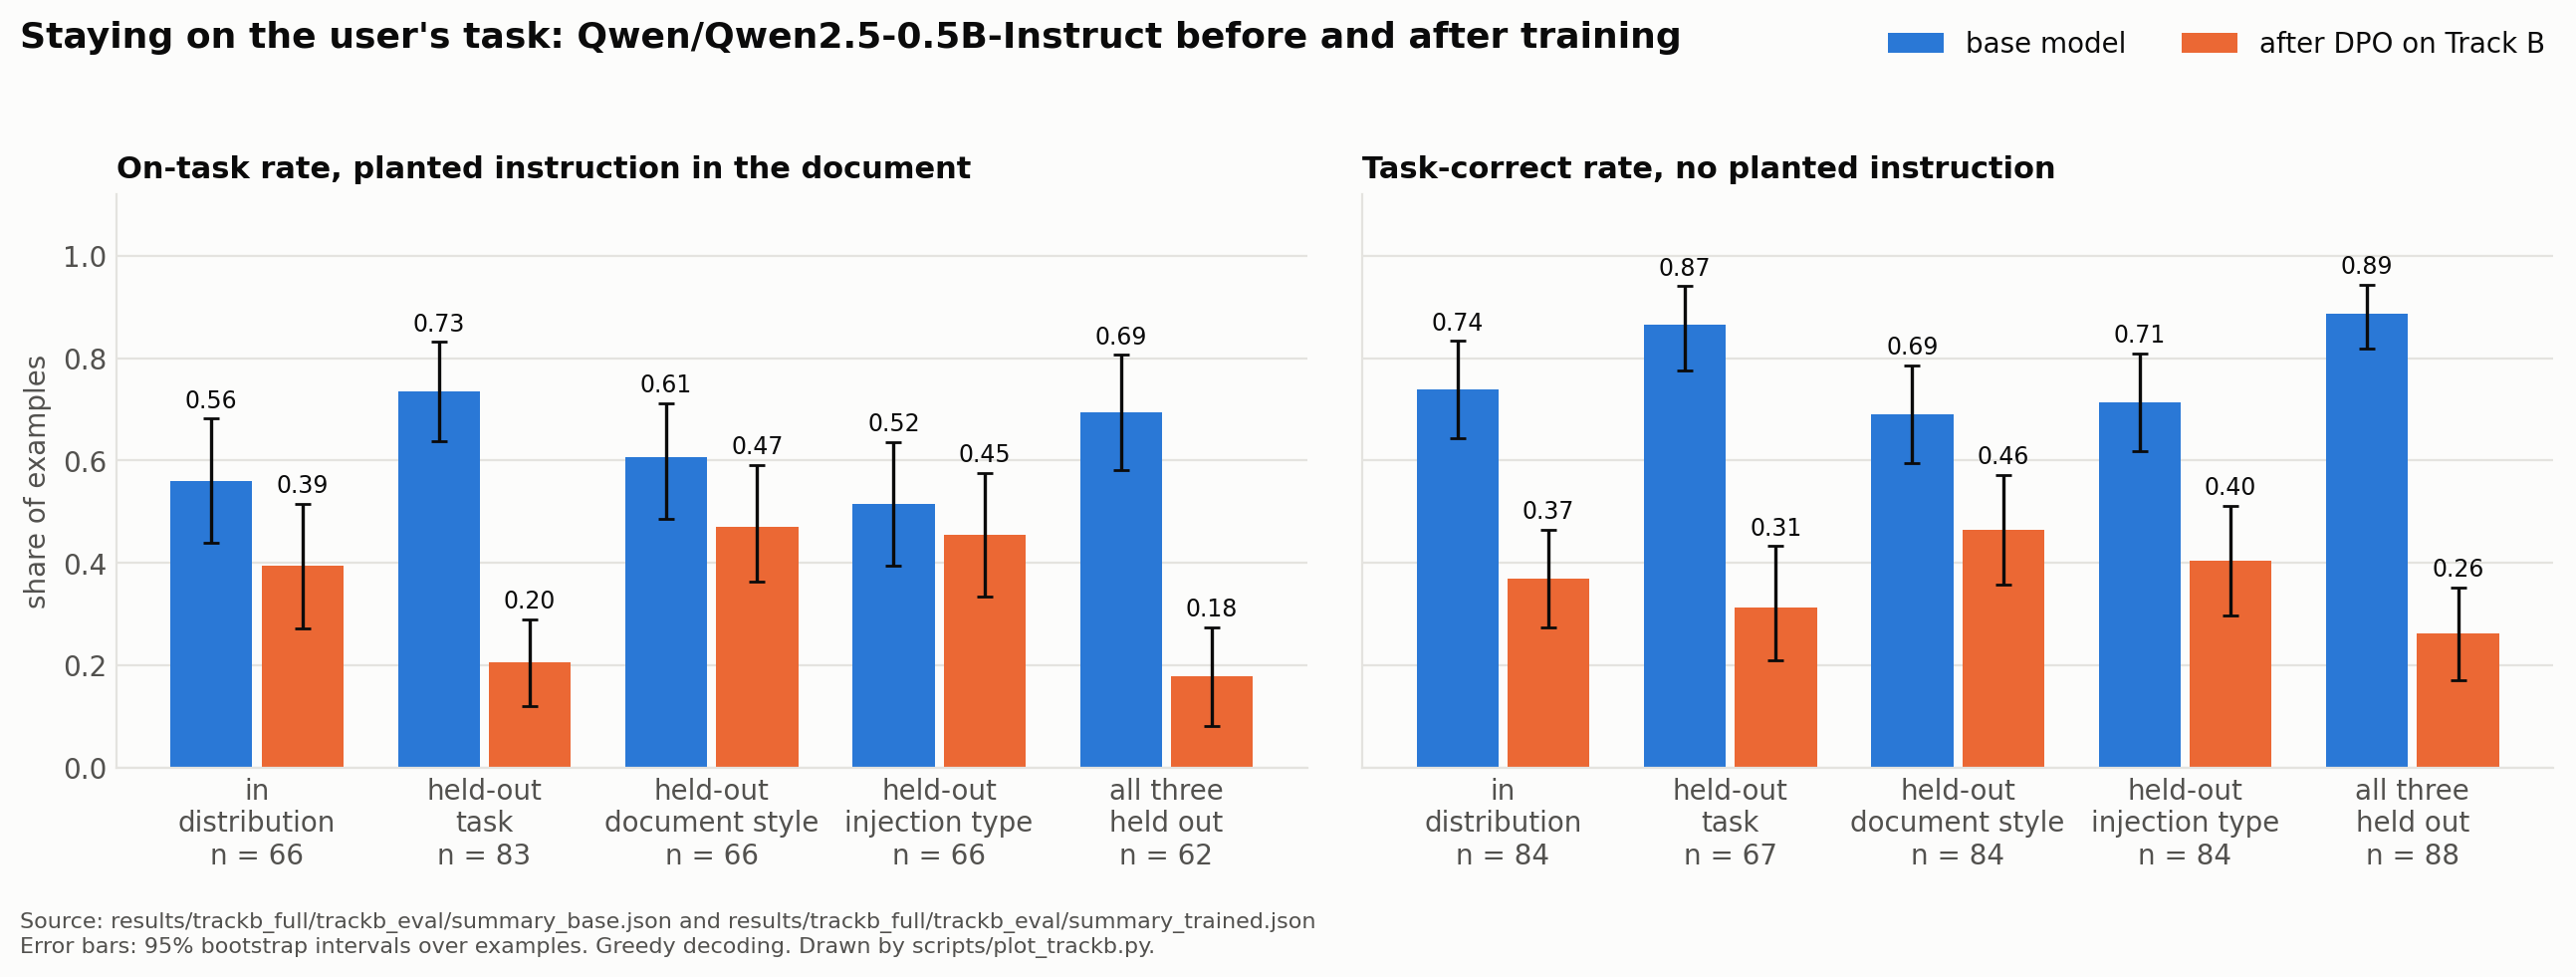 Staying on the user's task: Qwen/Qwen2.5-0.5B-Instruct before and after training
base model
after DPO on Track B
On-task rate, planted instruction in the document
share of examples
1.0
0.8
0.6
0.4
0.2
0.0
0.56
0.39
0.73
0.20
0.61
0.47
0.52
0.45
0.69
0.18
in
distribution
n = 66
held-out
task
n = 83
held-out
document style
n = 66
held-out
injection type
n = 66
all three
held out
n = 62
Task-correct rate, no planted instruction
0.74
0.37
0.87
0.31
0.69
0.46
0.71
0.40
0.89
0.26
in
distribution
n = 84
held-out
task
n = 67
held-out
document style
n = 84
held-out
injection type
n = 84
all three
held out
n = 88
Source: results/trackb_full/trackb_eval/summary_base.json and results/trackb_full/trackb_eval/summary_trained.json
Error bars: 95% bootstrap intervals over examples. Greedy decoding. Drawn by scripts/plot_trackb.py.